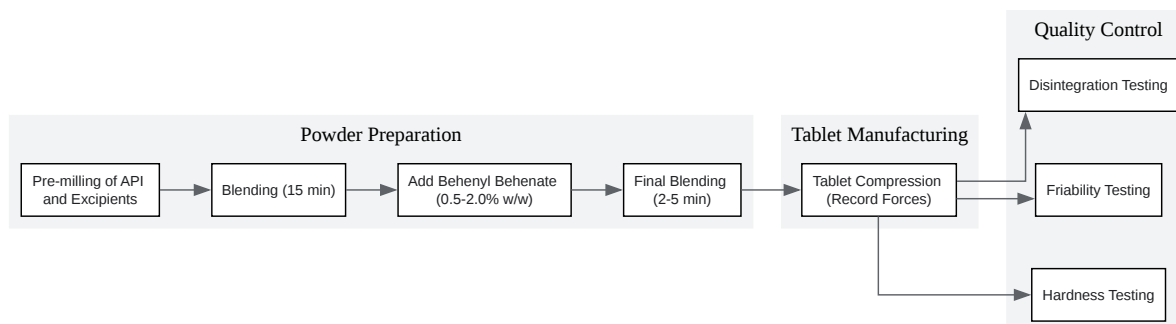 Powder Preparation
Pre-milling of API
and Excipients
Blending (15 min)
Add Behenyl Behenate
(0.5-2.0% w/w)
Final Blending
(2-5 min)
Tablet Manufacturing
Tablet Compression
(Record Forces)
Quality Control
Disintegration Testing
Friability Testing
Hardness Testing